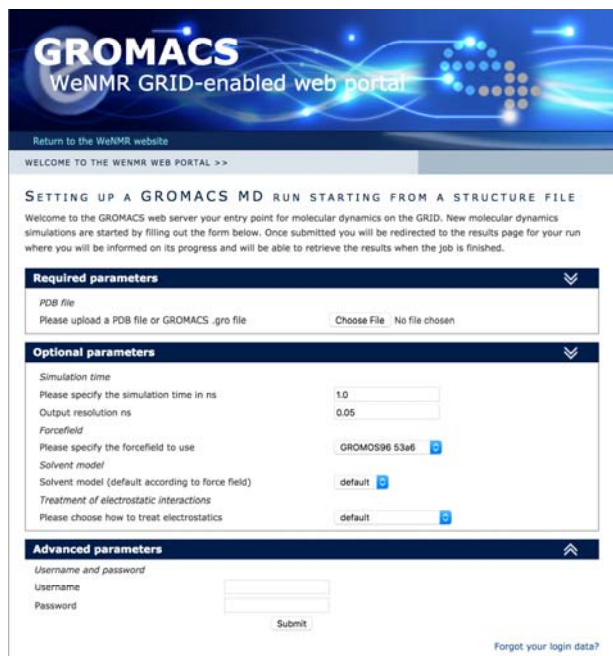 GROMACS
WeNMR GRID-enabled web portal
Return to the WeNMR website
WELCOME TO THE WENMR WEB PORTAL >>
SETTING UP A GROMACS MD RUN STARTING FROM A STRUCTURE FILE
Welcome to the GROMACS web server your entry point for molecular dynamics on the GRID. New molecular dynamics
simulations are started by filling out the form below. Once submitted you will be redirected to the results page for your run
where you will be informed on its progress and will be able to retrieve the results when the job is finished.
Required parameters
PDB file
Please upload a PDB file or GROMACS .gro file Choose File No file chosen
Optional parameters
Simulation time
Please specify the simulation time in ns 1.0
Output resolution ns 0.05
Forcefield
Please specify the forcefield to use GROMOS96 53a6
Solvent model
Solvent model (default according to force field) default
Treatment of electrostatic interactions
Please choose how to treat electrostatics default
Advanced parameters
Username and password
Username
Password
Submit
Forgot your login data?